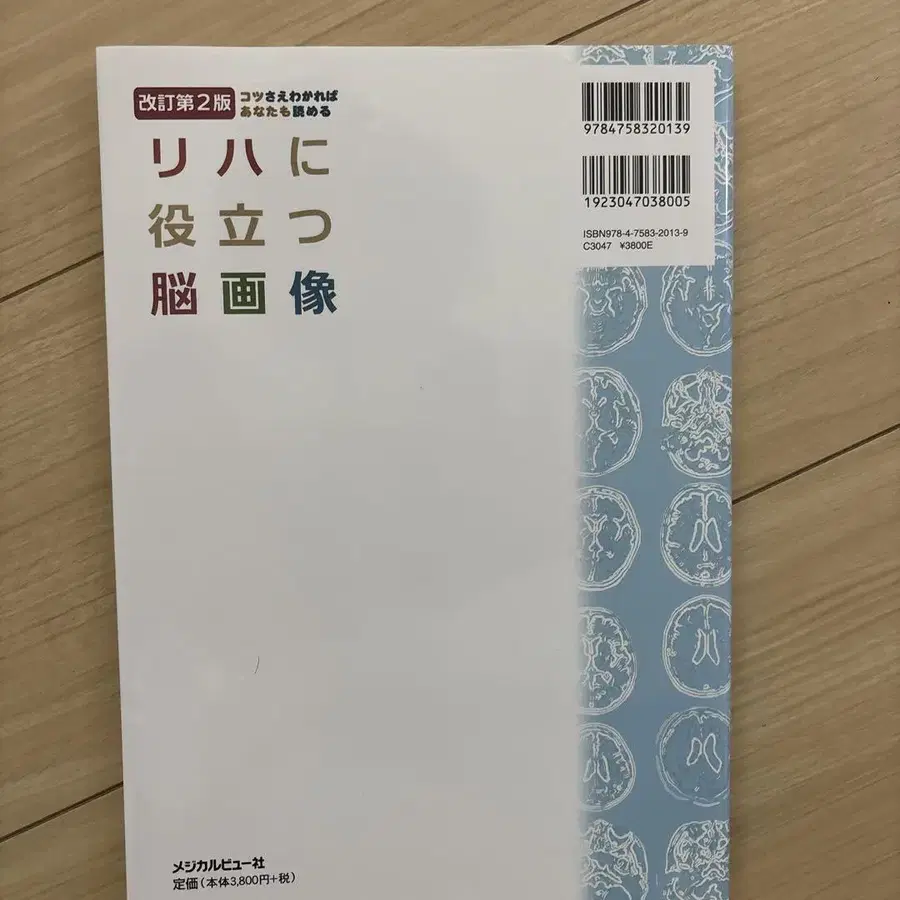 改訂第2版
コツさえわかれば
あなたも読める
リハに
役立つ
脳画像
9784758320139
1923047038005
ISBN978-4-7583-2013-9
C3047 ¥3800E
メジカルビュー社
定価(本体3,800円+税)